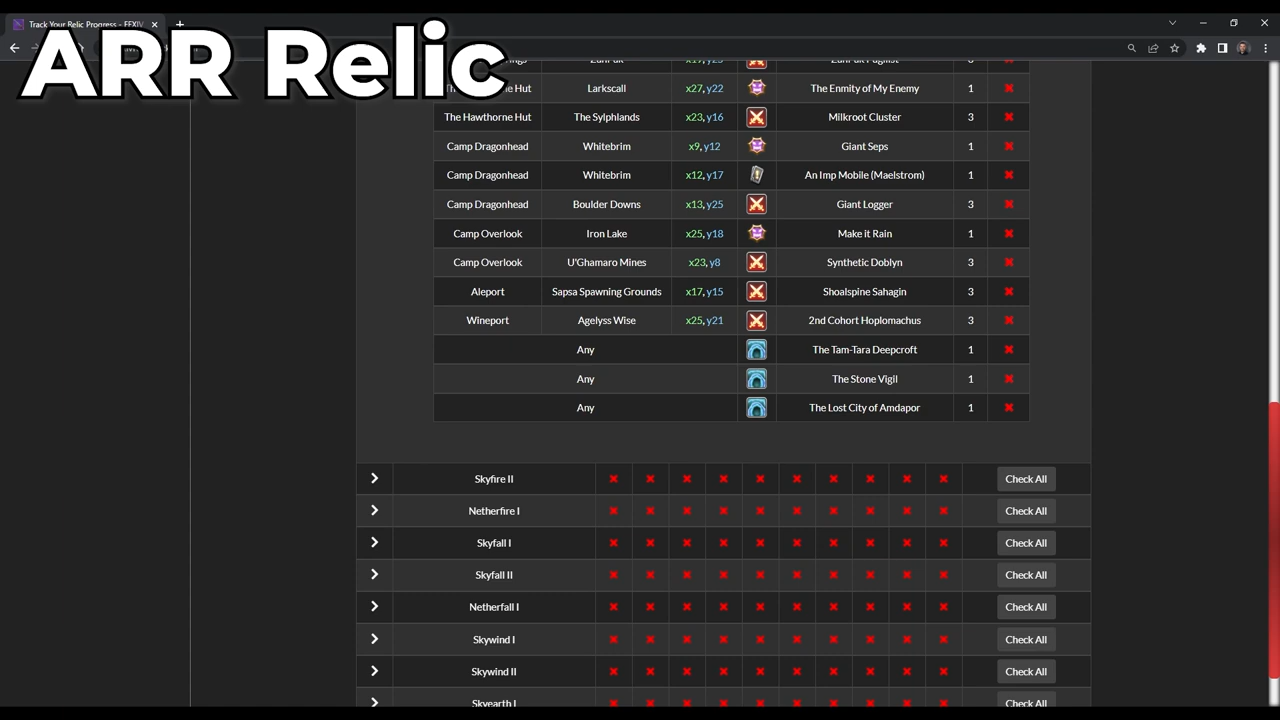 Track Your Relic Progress - FFXIV
ARR Relic
Larkscall x27, y22 The Enmity of My Enemy 1
The Hawthorne Hut The Sylphlands x23, y16 Milkroot Cluster 3
Camp Dragonhead Whitebrim x9, y12 Giant Seps 1
Camp Dragonhead Whitebrim x12, y17 An Imp Mobile (Maelstrom) 1
Camp Dragonhead Boulder Downs x13, y25 Giant Logger 3
Camp Overlook Iron Lake x25, y18 Make it Rain 1
Camp Overlook U'Ghamaro Mines x23, y8 Synthetic Doblyn 3
Aleport Sapsa Spawning Grounds x17, y15 Shoalspine Sahagin 3
Wineport Agelyss Wise x25, y21 2nd Cohort Hoplomachus 3
Any The Tam-Tara Deepcroft 1
Any The Stone Vigil 1
Any The Lost City of Amdapor 1
Skyfire II Check All
Netherfire I Check All
Skyfall I Check All
Skyfall II Check All
Netherfall I Check All
Skywind I Check All
Skywind II Check All
Skyearth I Check All